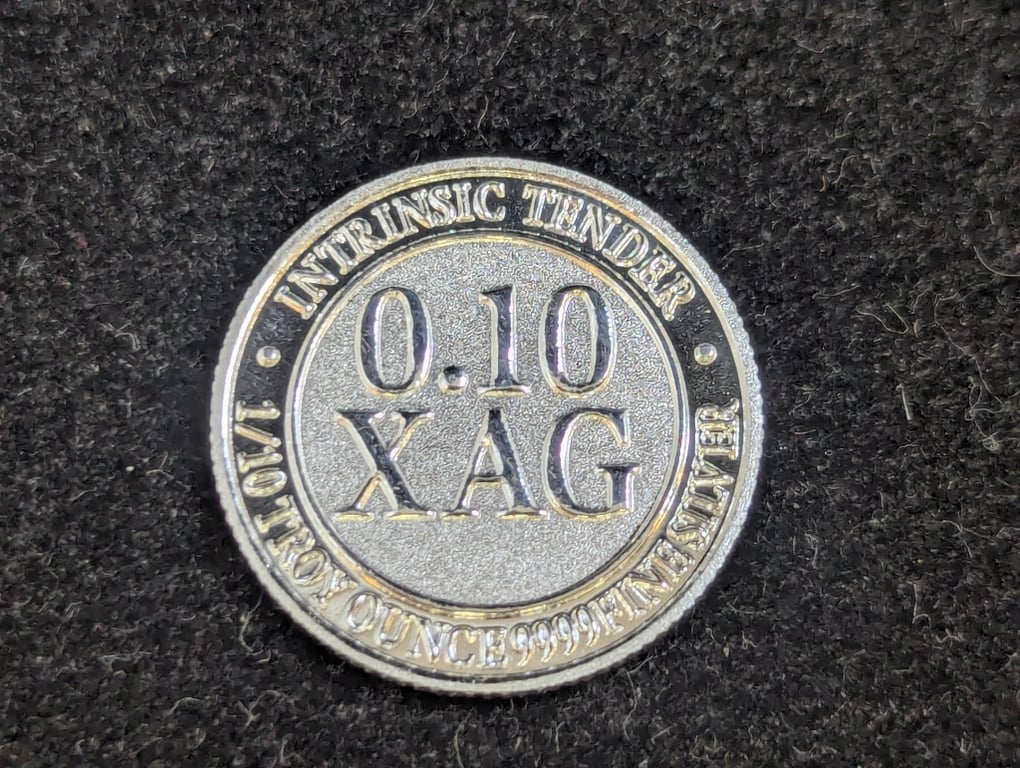 INTRINSIC TENDER
0.10
XAG
1/10 TROY OUNCE 9999 FINE SILVER